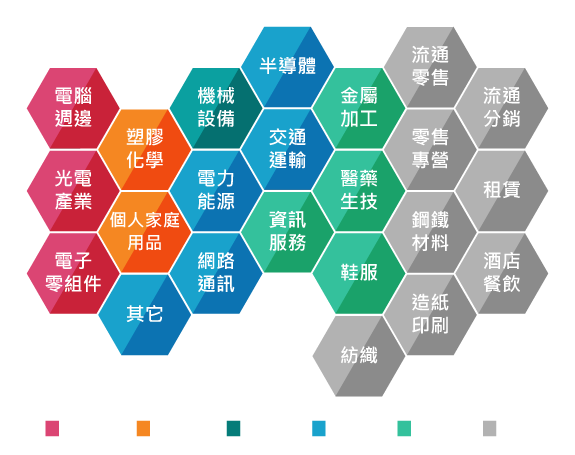 電腦
週邊
光電
產業
電子
零組件
塑膠
化學
個人家庭
用品
其它
機械
設備
電力
能源
網路
通訊
半導體
交通
運輸
資訊
服務
金屬
加工
醫藥
生技
鞋服
紡織
流通
零售
零售
專營
鋼鐵
材料
造紙
印刷
流通
分銷
租賃
酒店
餐飲